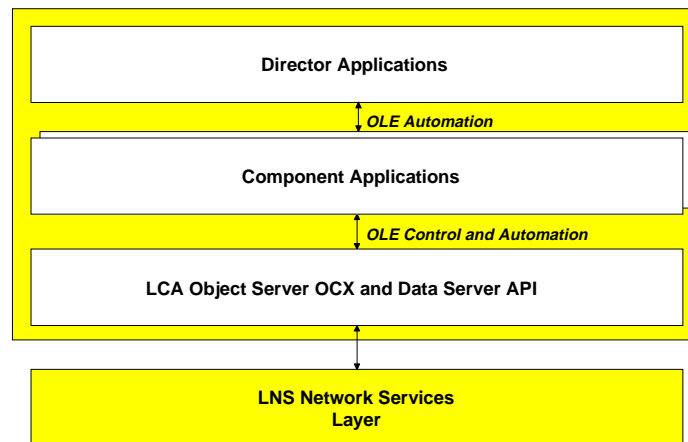 Director Applications
OLE Automation
Component Applications
OLE Control and Automation
LCA Object Server OCX and Data Server API
LNS Network Services
Layer